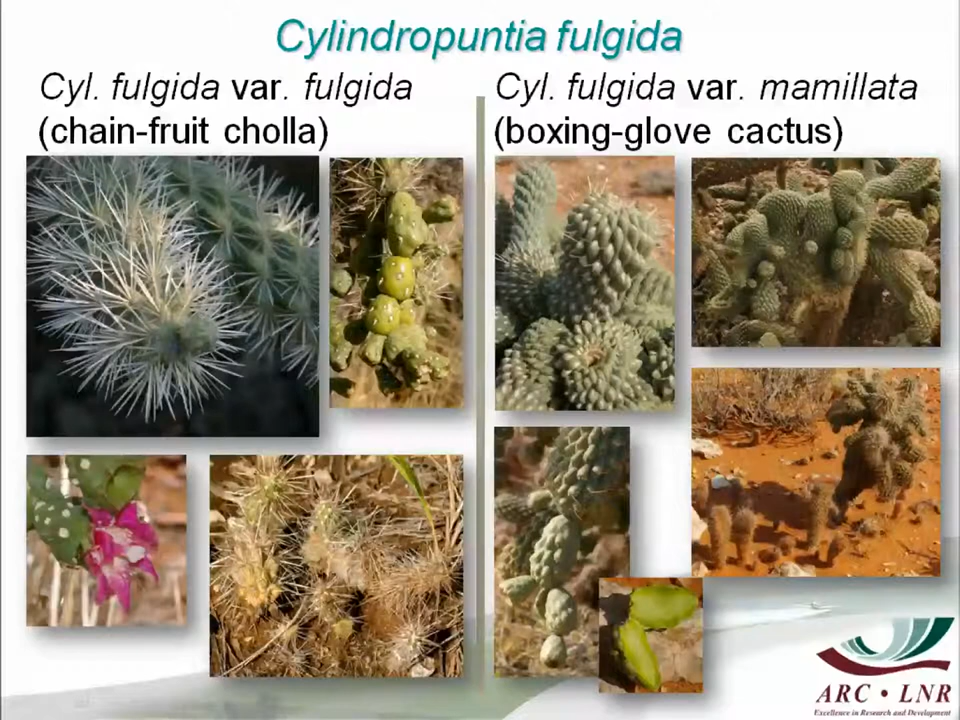 Cylindropuntia fulgida
Cyl. fulgida var. fulgida
(chain-fruit cholla)
Cyl. fulgida var. mamillata
(boxing-glove cactus)
ARC • LNR
Excellence in Research and Development